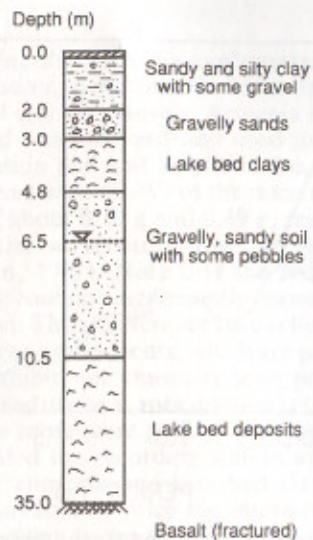 Depth (m)
0.0
Sandy and silty clay
with some gravel
2.0
Gravelly sands
3.0
Lake bed clays
4.8
6.5
Gravelly, sandy soil
with some pebbles
10.5
Lake bed deposits
35.0
Basalt (fractured)